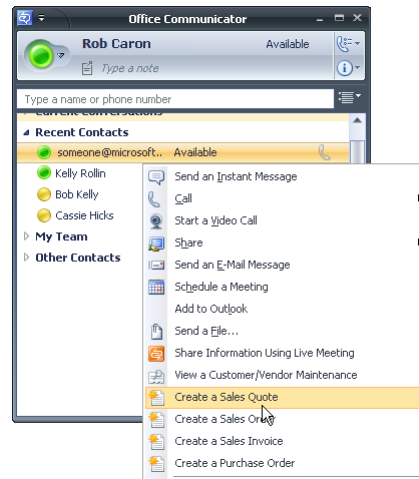 Office Communicator
Rob Caron Available
Type a note
Type a name or phone number
Current Conversations
Recent Contacts
someone@microsoft.. Available
Kelly Rollin
Bob Kelly
Cassie Hicks
My Team
Other Contacts
Send an Instant Message
Call
Start a Video Call
Share
Send an E-Mail Message
Schedule a Meeting
Add to Outlook
Send a File...
Share Information Using Live Meeting
View a Customer/Vendor Maintenance
Create a Sales Quote
Create a Sales Order
Create a Sales Invoice
Create a Purchase Order